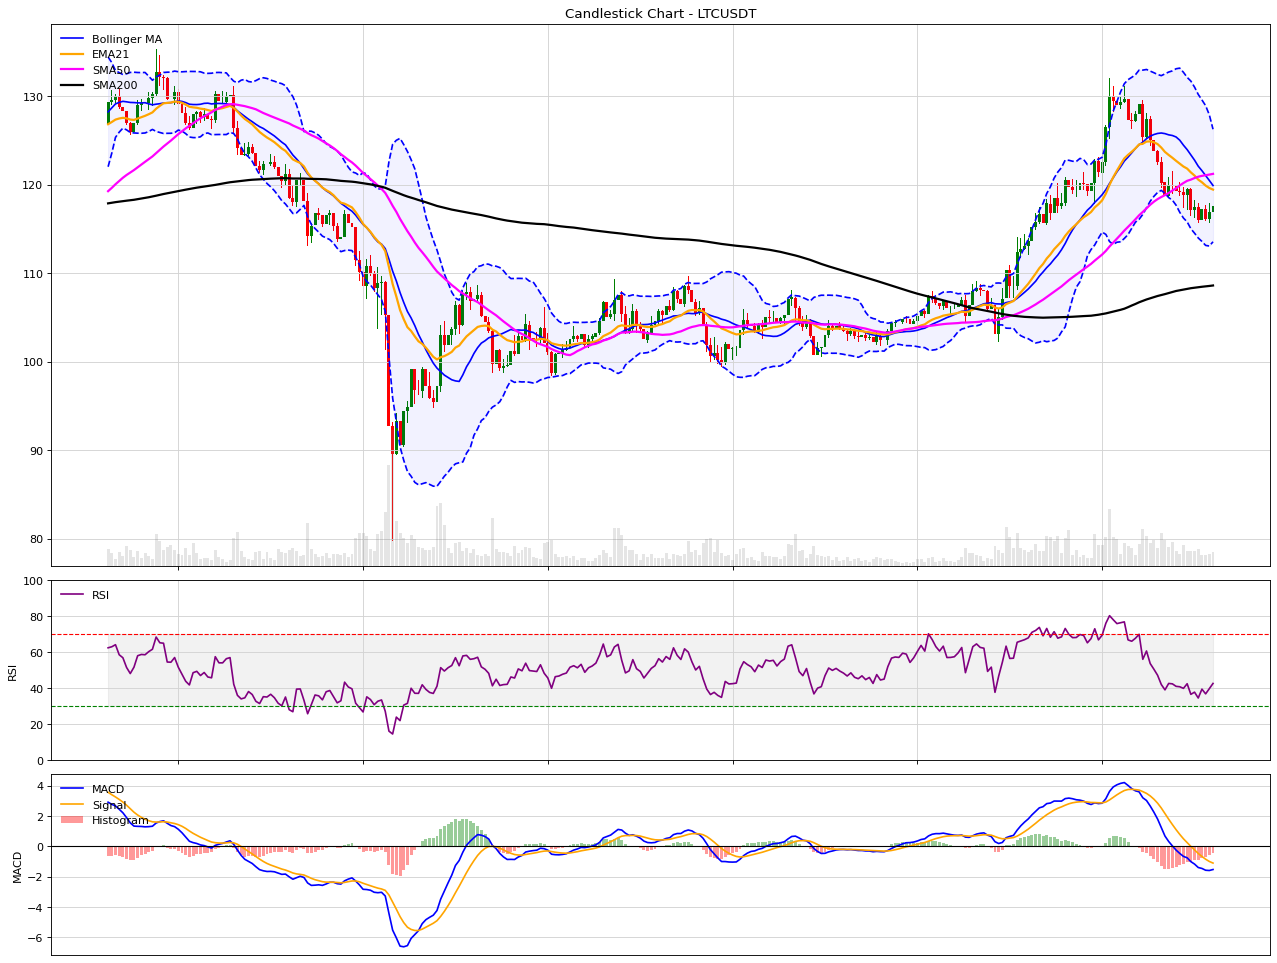 Candlestick Chart - LTCUSDT
Bollinger MA
EMA21
SMA50
SMA200
130
120
110
100
90
80
RSI
100
80
60
40
20
0
RSI
MACD
Signal
Histogram
4
2
0
−2
−4
−6
MACD